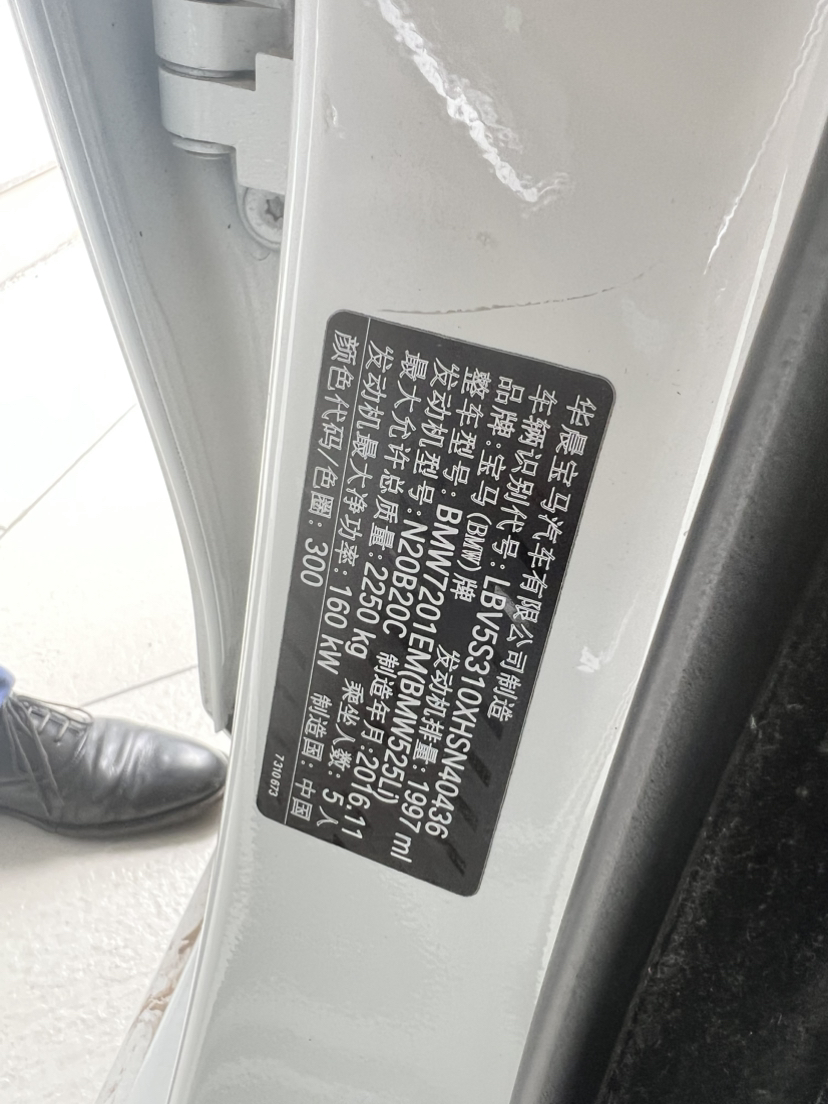 华晨宝马汽车有限公司制造
车辆识别代号: LBV5S310XHSN40436
品牌: 宝马 (BMW) 牌
整车型号: BMW7201EM(BMW525Li)
发动机型号: N20B20C 发动机排量: 1997 ml
最大允许总质量: 2250 kg 制造年月: 2016.11
发动机最大净功率: 160 kW 乘坐人数: 5 人
颜色代码/色圈: 300 制造国: 中国
7310673